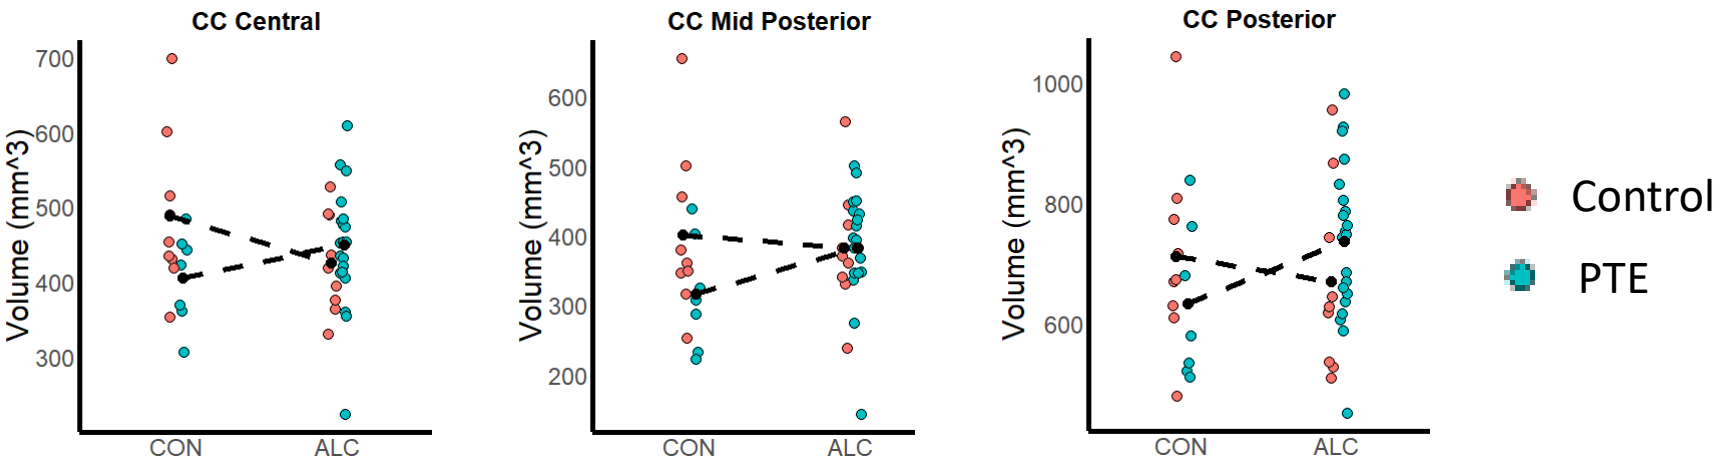 CC Central
700
600
500
400
300
Volume (mm^3)
CON ALC
CC Mid Posterior
600
500
400
300
200
Volume (mm^3)
CON ALC
CC Posterior
1000
800
600
Volume (mm^3)
CON ALC
Control
PTE